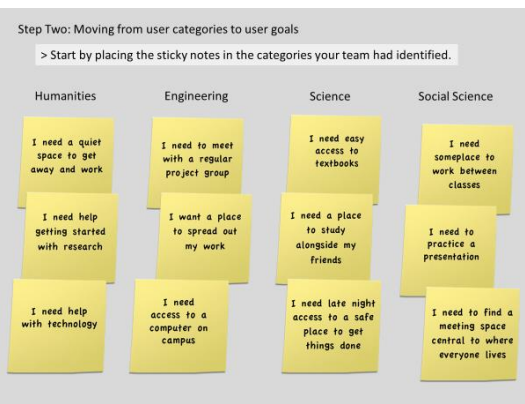 Step Two: Moving from user categories to user goals
> Start by placing the sticky notes in the categories your team had identified.
Humanities
Engineering
Science
Social Science
I need a quiet
space to get
away and work
I need to meet
with a regular
project group
I need easy
access to
textbooks
I need
someplace to
work between
classes
I need help
getting started
with research
I want a place
to spread out
my work
I need a place
to study
alongside my
friends
I need to
practice a
presentation
I need help
with technology
I need
access to a
computer on
campus
I need late night
access to a safe
place to get
things done
I need to find a
meeting space
central to where
everyone lives